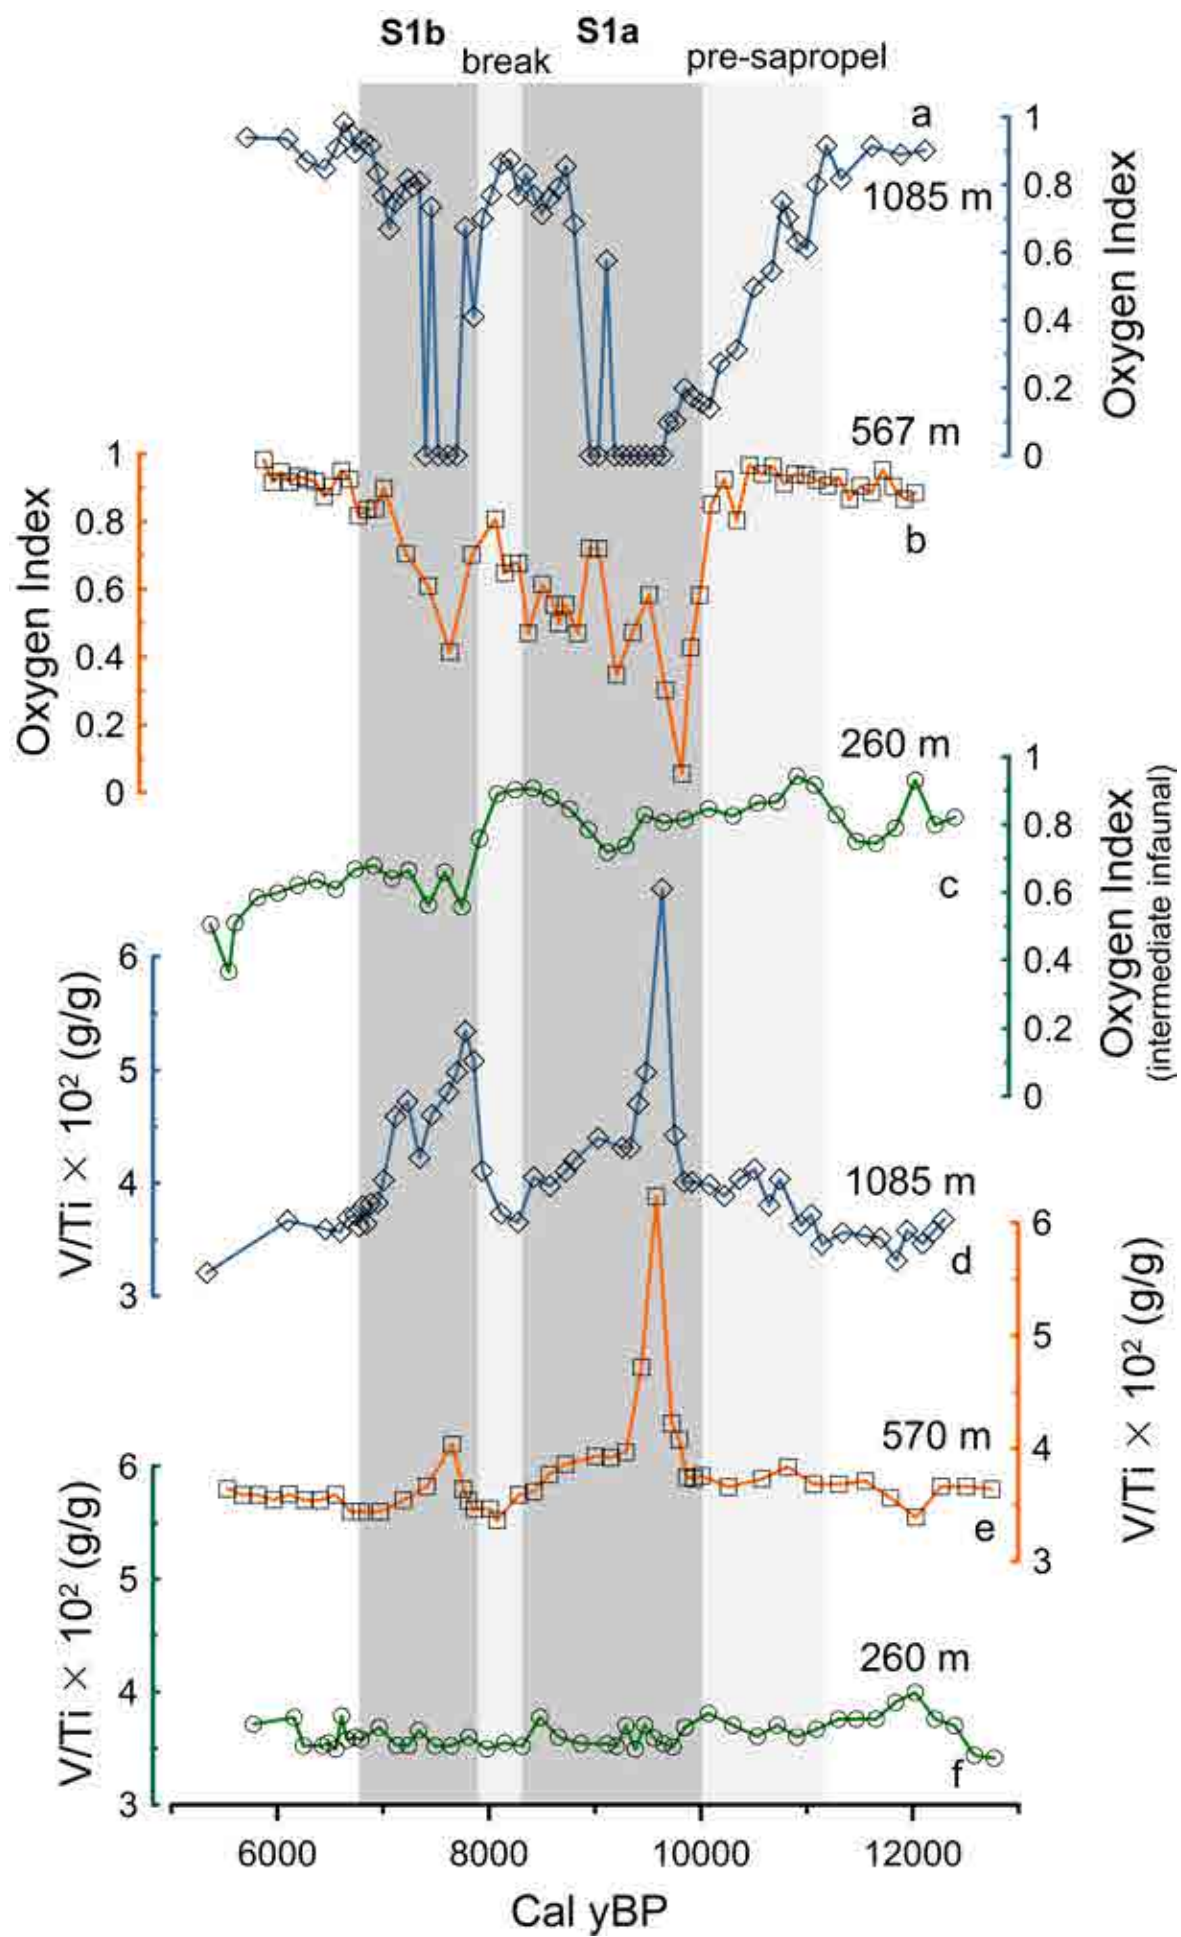 S1b
S1a
break
pre-sapropel
a
1
0.8
0.6
0.4
0.2
0
Oxygen Index
1085 m
567 m
b
1
0.8
0.6
0.4
0.2
0
Oxygen Index
260 m
c
1
0.8
0.6
0.4
0.2
0
Oxygen Index
(intermediate infaunal)
6
5
4
3
V/Ti × 10² (g/g)
1085 m
d
6
5
4
3
V/Ti × 10² (g/g)
570 m
e
6
5
4
3
V/Ti × 10² (g/g)
260 m
f
6000
8000
10000
12000
Cal yBP